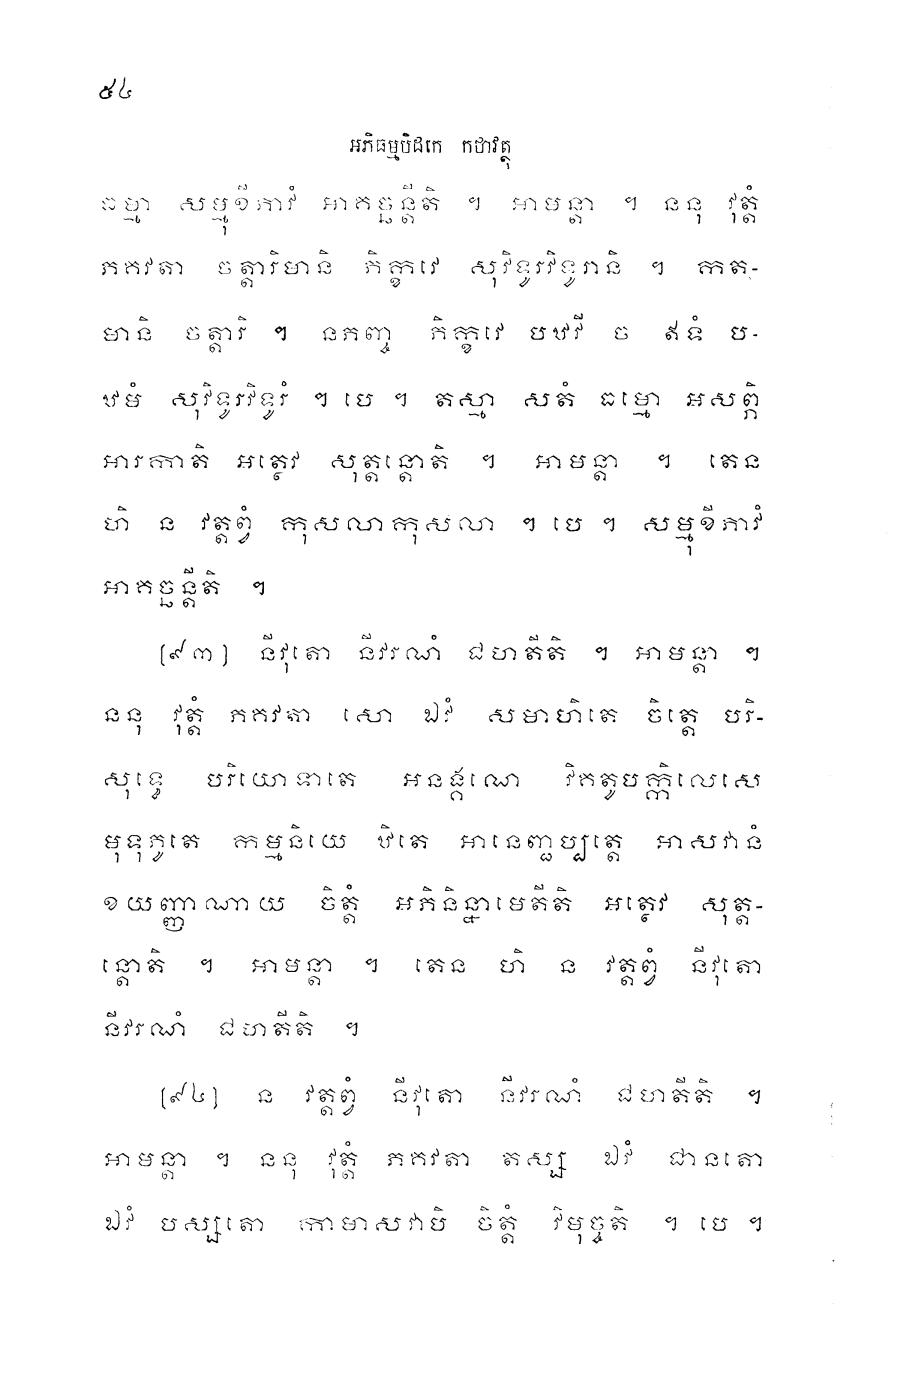 ៥៤
អភិធម្មបិដកេ កថាវត្ថុ
ធម្មា សម្មុខីភាវំ អាគច្ឆន្តីតិ ។ អាមន្តា ។ ននុ វុត្តំ
ភគវតា ចត្តារិមានិ ភិក្ខវេ សុវិទូរវិទូរានិ ។ កត-
មានិ ចត្តារិ ។ នភញ្ច ភិក្ខវេ បឋវី ច ឥទំ ប-
ឋមំ សុវិទូរវិទូរំ ។ បេ ។ តស្មា សតំ ធម្មោ អសព្ភិ
អារកាតិ អត្ថេវ សុត្តន្តោតិ ។ អាមន្តា ។ តេន
ហិ ន វត្តព្វំ កុសលាកុសលា ។ បេ ។ សម្មុខីភាវំ
អាគច្ឆន្តីតិ ។
(៩៣) នីវុតោ នីវរណំ ជហាតីតិ ។ អាមន្តា ។
ននុ វុត្តំ ភគវតា សោ ឯវំ សមាហិតេ ចិត្តេ បរិ-
សុទ្ធេ បរិយោទាតេ អនង្គណេ វិគតូបក្កិលេសេ
មុទុភូតេ កម្មនិយេ ឋិតេ អានេញ្ជប្បត្តេ អាសវានំ
ខយញ្ញាណាយ ចិត្តំ អភិនិន្នាមេតីតិ អត្ថេវ សុត្ត-
ន្តោតិ ។ អាមន្តា ។ តេន ហិ ន វត្តព្វំ នីវុតោ
នីវរណំ ជហាតីតិ ។
(៩៤) ន វត្តព្វំ នីវុតោ នីវរណំ ជហាតីតិ ។
អាមន្តា ។ ននុ វុត្តំ ភគវតា តស្ស ឯវំ ជានតោ
ឯវំ បស្សតោ កាមាសវាបិ ចិត្តំ វិមុច្ចតិ ។ បេ ។